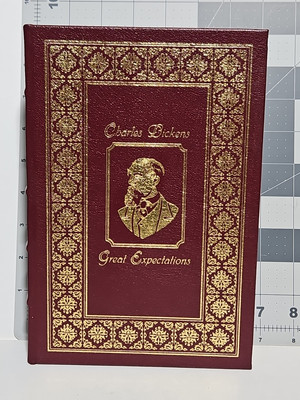 Charles Dickens
Great Expectations
7
8